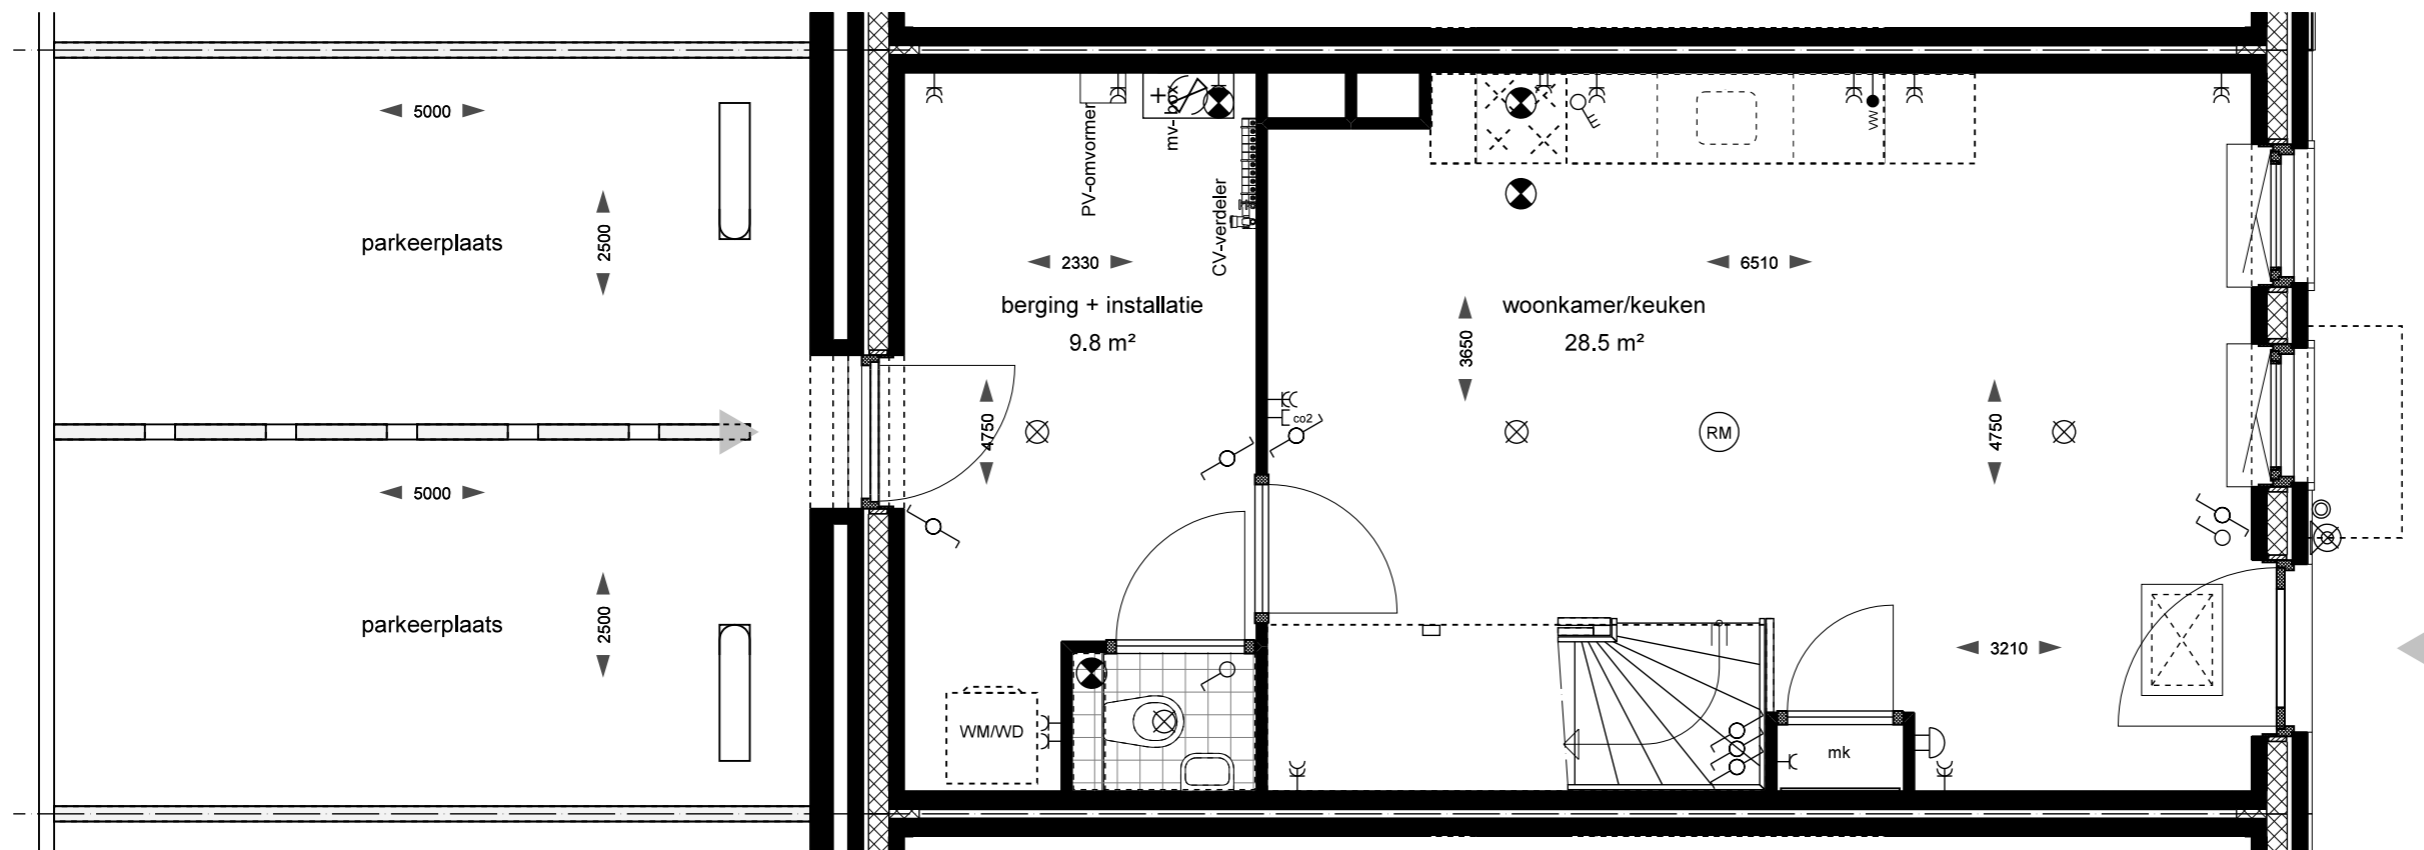 5000
2500
parkeerplaats
5000
2500
parkeerplaats
PV-omvormer
mv-box
CV-verdeler
2330
berging + installatie
9.8 m²
4750
WM/WD
6510
woonkamer/keuken
28.5 m²
3650
co2
RM
4750
3210
mk